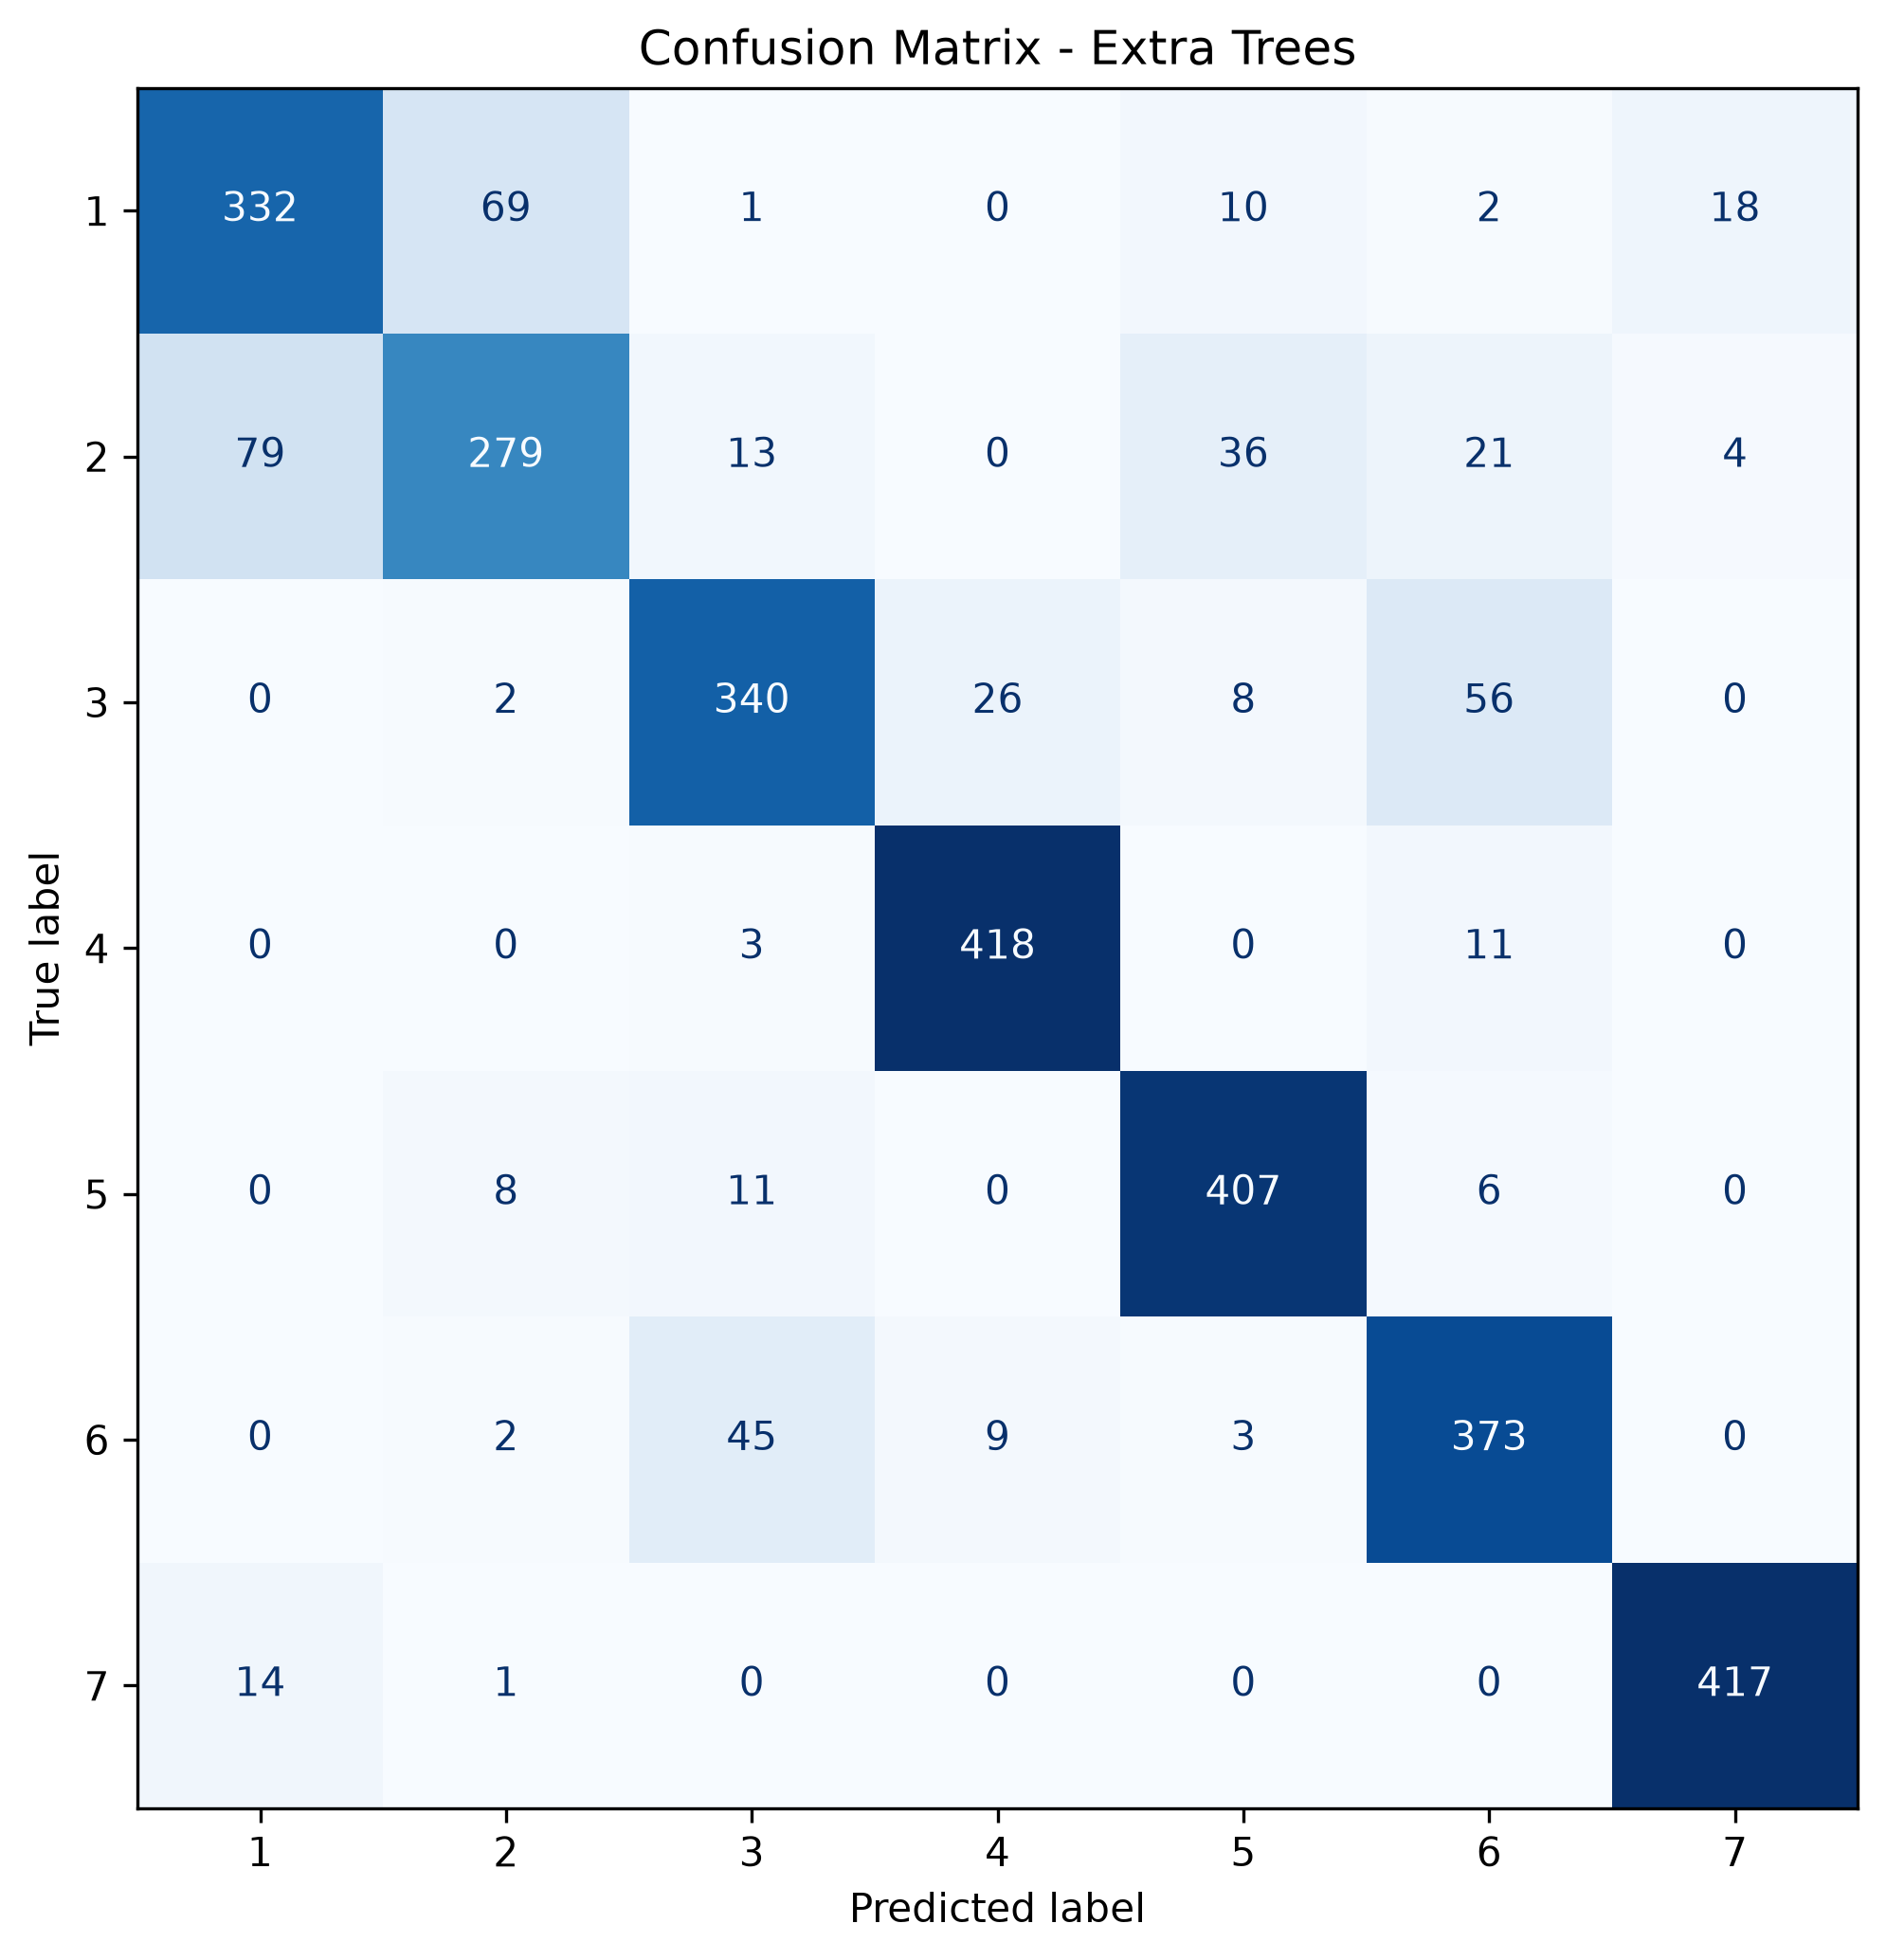 Confusion Matrix - Extra Trees
True label
1 332 69 1 0 10 2 18
2 79 279 13 0 36 21 4
3 0 2 340 26 8 56 0
4 0 0 3 418 0 11 0
5 0 8 11 0 407 6 0
6 0 2 45 9 3 373 0
7 14 1 0 0 0 0 417
1 2 3 4 5 6 7
Predicted label